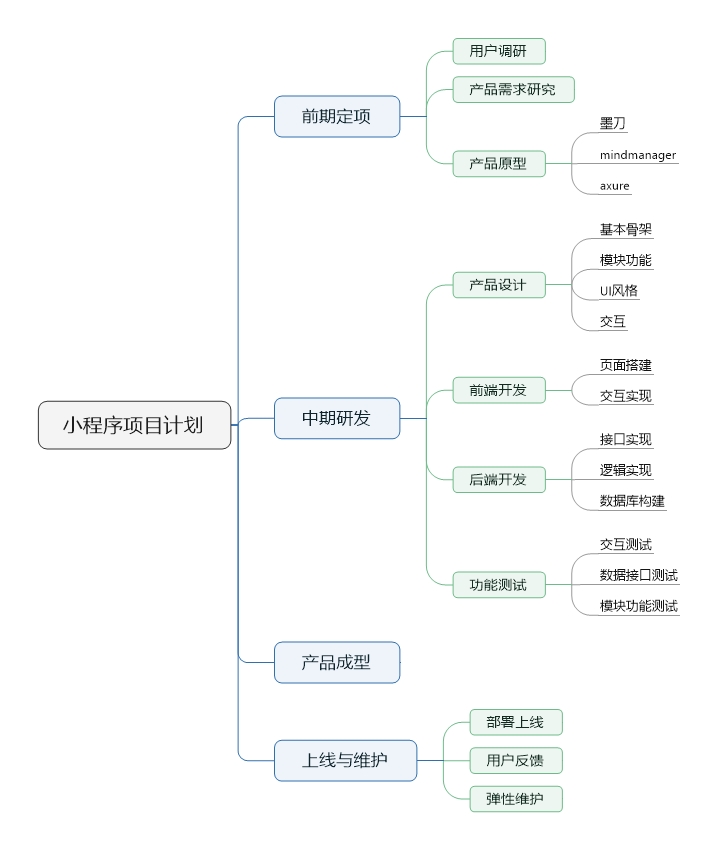 小程序项目计划
前期定项
用户调研
产品需求研究
产品原型
墨刀
mindmanager
axure
中期研发
产品设计
基本骨架
模块功能
UI风格
交互
前端开发
页面搭建
交互实现
后端开发
接口实现
逻辑实现
数据库构建
功能测试
交互测试
数据接口测试
模块功能测试
产品成型
上线与维护
部署上线
用户反馈
弹性维护